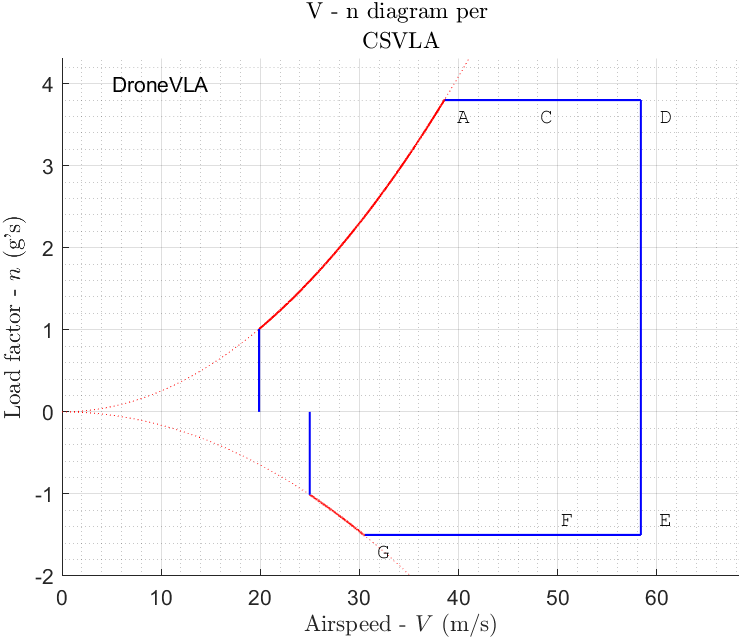 V - n diagram per
CSVLA
DroneVLA
4
3
2
1
0
-1
-2
Load factor - n (g's)
A
C
D
F
E
G
0
10
20
30
40
50
60
Airspeed - V (m/s)